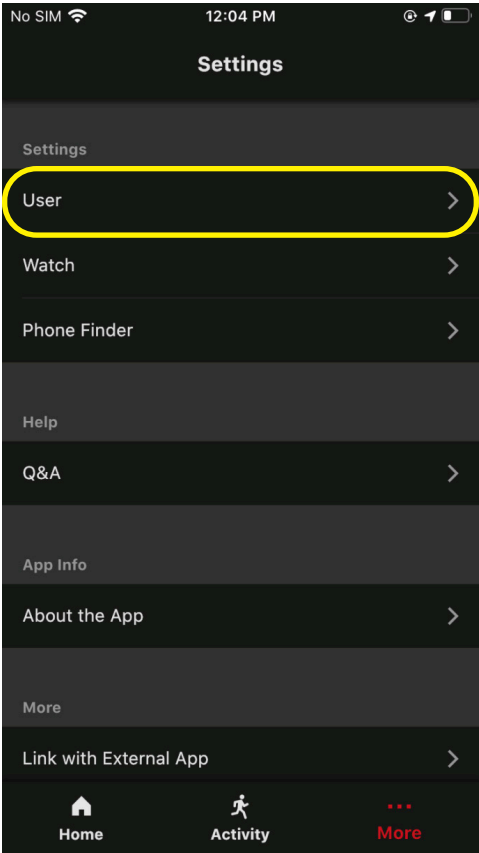 No SIM 12:04 PM
Settings
Settings
User
Watch
Phone Finder
Help
Q&A
App Info
About the App
More
Link with External App
Home Activity More